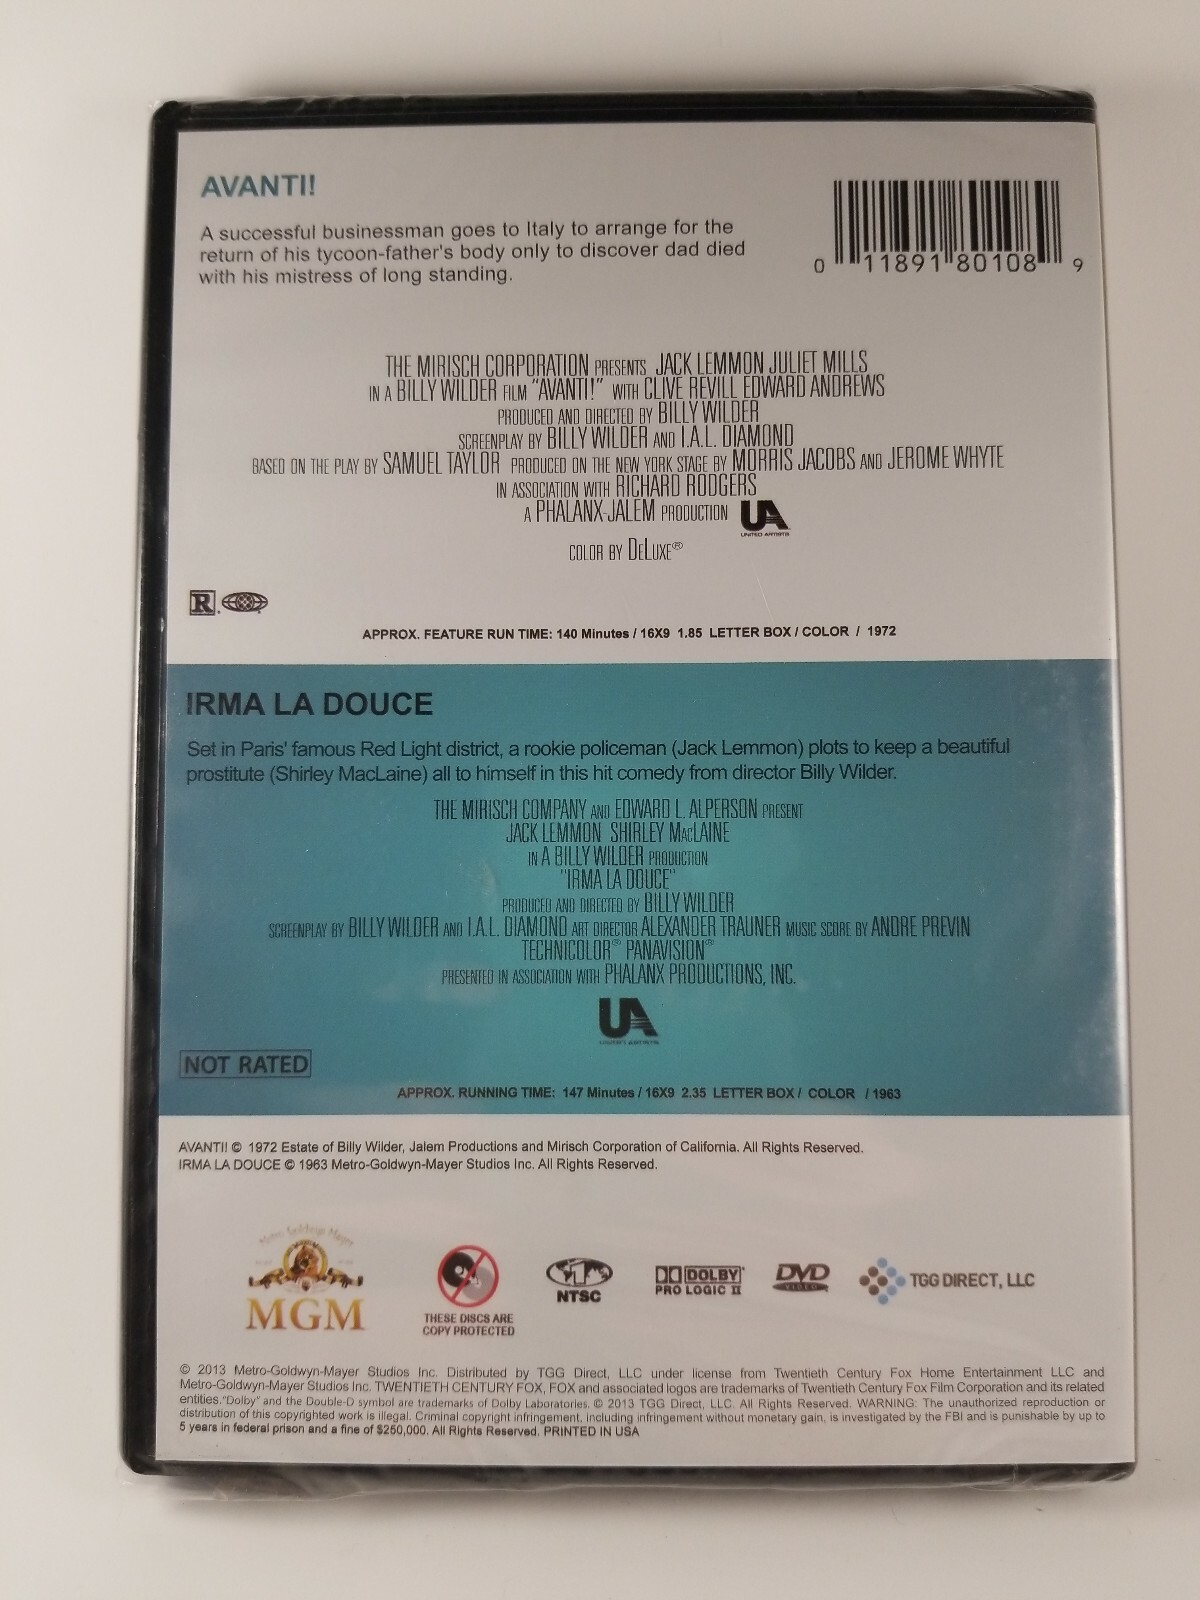 AVANTI!
A successful businessman goes to Italy to arrange for the
return of his tycoon-father's body only to discover dad died
with his mistress of long standing.
0 11891 80108 9
THE MIRISCH CORPORATION PRESENTS JACK LEMMON JULIET MILLS
IN A BILLY WILDER FILM "AVANTI!" WITH CLIVE REVILL EDWARD ANDREWS
PRODUCED AND DIRECTED BY BILLY WILDER
SCREENPLAY BY BILLY WILDER AND I.A.L. DIAMOND
BASED ON THE PLAY BY SAMUEL TAYLOR PRODUCED ON THE NEW YORK STAGE BY MORRIS JACOBS AND JEROME WHYTE
IN ASSOCIATION WITH RICHARD RODGERS
A PHALANX-JALEM PRODUCTION UA
UNITED ARTISTS
COLOR BY DELUXE®
R
APPROX. FEATURE RUN TIME: 140 Minutes / 16X9 1.85 LETTER BOX / COLOR / 1972
IRMA LA DOUCE
Set in Paris' famous Red Light district, a rookie policeman (Jack Lemmon) plots to keep a beautiful
prostitute (Shirley MacLaine) all to himself in this hit comedy from director Billy Wilder.
THE MIRISCH COMPANY AND EDWARD L. ALPERSON PRESENT
JACK LEMMON SHIRLEY MACLAINE
IN A BILLY WILDER PRODUCTION
"IRMA LA DOUCE"
PRODUCED AND DIRECTED BY BILLY WILDER
SCREENPLAY BY BILLY WILDER AND I.A.L. DIAMOND ART DIRECTOR ALEXANDER TRAUNER MUSIC SCORE BY ANDRE PREVIN
TECHNICOLOR® PANAVISION®
PRESENTED IN ASSOCIATION WITH PHALANX PRODUCTIONS, INC.
UA
UNITED ARTISTS
NOT RATED
APPROX. RUNNING TIME: 147 Minutes / 16X9 2.35 LETTER BOX / COLOR / 1963
AVANTI! © 1972 Estate of Billy Wilder, Jalem Productions and Mirisch Corporation of California. All Rights Reserved.
IRMA LA DOUCE © 1963 Metro-Goldwyn-Mayer Studios Inc. All Rights Reserved.
Metro Goldwyn Mayer
MGM
THESE DISCS ARE
COPY PROTECTED
NTSC
DOLBY
PRO LOGIC II
DVD
VIDEO
TGG DIRECT, LLC
© 2013 Metro-Goldwyn-Mayer Studios Inc. Distributed by TGG Direct, LLC under license from Twentieth Century Fox Home Entertainment LLC and
Metro-Goldwyn-Mayer Studios Inc. TWENTIETH CENTURY FOX, FOX and associated logos are trademarks of Twentieth Century Fox Film Corporation and its related
entities."Dolby" and the Double-D symbol are trademarks of Dolby Laboratories. © 2013 TGG Direct, LLC. All Rights Reserved. WARNING: The unauthorized reproduction or
distribution of this copyrighted work is illegal. Criminal copyright infringement, including infringement without monetary gain, is investigated by the FBI and is punishable by up to
5 years in federal prison and a fine of $250,000. All Rights Reserved. PRINTED IN USA